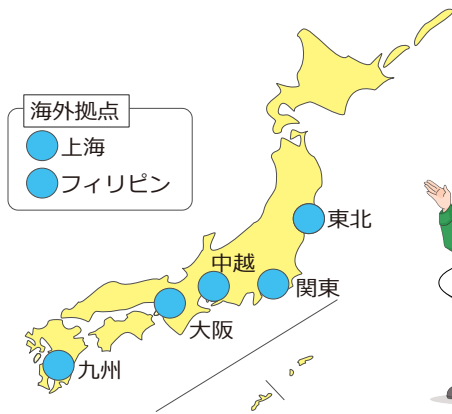 海外拠点
上海
フィリピン
東北
中越
関東
大阪
九州